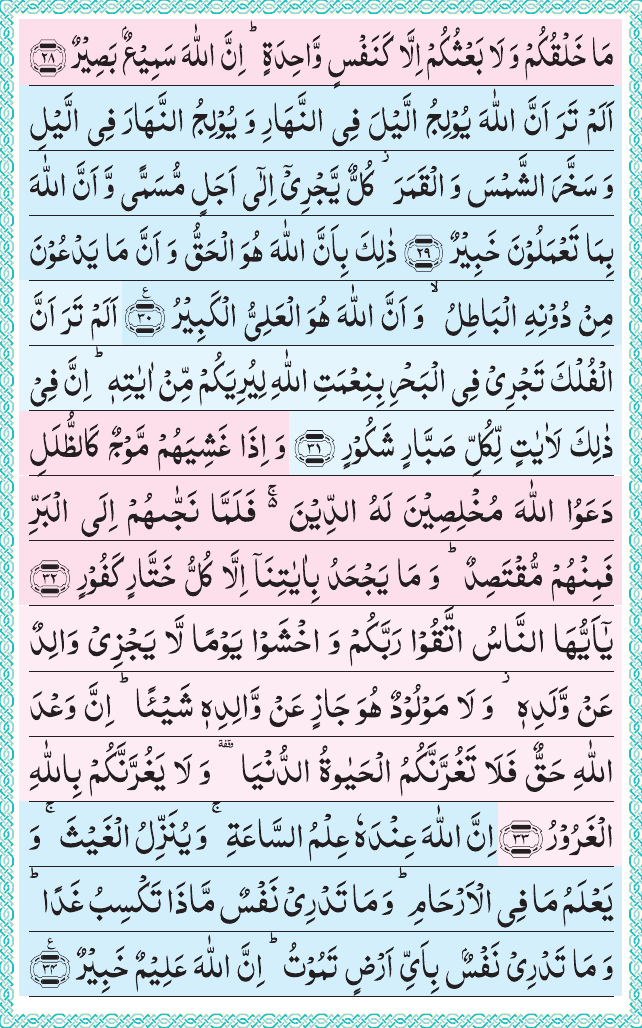 مَا خَلۡقُكُمۡ وَ لَا بَعۡثُكُمۡ اِلَّا كَنَفۡسٍ وَّاحِدَةٍ ؕ اِنَّ اللّٰهَ سَمِيۡعٌۢ بَصِيۡرٌ ﴿۲۸﴾
اَلَمۡ تَرَ اَنَّ اللّٰهَ يُوۡلِجُ الَّيۡلَ فِى النَّهَارِ وَ يُوۡلِجُ النَّهَارَ فِى الَّيۡلِ
وَ سَخَّرَ الشَّمۡسَ وَ الۡقَمَرَ ۫ كُلٌّ يَّجۡرِىۡۤ اِلٰٓى اَجَلٍ مُّسَمًّى وَّ اَنَّ اللّٰهَ
بِمَا تَعۡمَلُوۡنَ خَبِيۡرٌ ﴿۲۹﴾ ذٰلِكَ بِاَنَّ اللّٰهَ هُوَ الۡحَقُّ وَ اَنَّ مَا يَدۡعُوۡنَ
مِنۡ دُوۡنِهِ الۡبَاطِلُ ۙ وَ اَنَّ اللّٰهَ هُوَ الۡعَلِىُّ الۡكَبِيۡرُ ﴿۳۰﴾ ع اَلَمۡ تَرَ اَنَّ
الۡفُلۡكَ تَجۡرِىۡ فِى الۡبَحۡرِ بِنِعۡمَتِ اللّٰهِ لِيُرِيَكُمۡ مِّنۡ اٰيٰتِهٖ ؕ اِنَّ فِىۡ
ذٰلِكَ لَاٰيٰتٍ لِّكُلِّ صَبَّارٍ شَكُوۡرٍ ﴿۳۱﴾ وَ اِذَا غَشِيَهُمۡ مَّوۡجٌ كَالظُّلَلِ
دَعَوُا اللّٰهَ مُخۡلِصِيۡنَ لَهُ الدِّيۡنَ ۬ۚ فَلَمَّا نَجّٰٮهُمۡ اِلَى الۡبَرِّ
فَمِنۡهُمۡ مُّقۡتَصِدٌ ؕ وَ مَا يَجۡحَدُ بِاٰيٰتِنَاۤ اِلَّا كُلُّ خَتَّارٍ كَفُوۡرٍ ﴿۳۲﴾
يٰۤاَيُّهَا النَّاسُ اتَّقُوۡا رَبَّكُمۡ وَ اخۡشَوۡا يَوۡمًا لَّا يَجۡزِىۡ وَالِدٌ
عَنۡ وَّلَدِهٖ ۫ وَ لَا مَوۡلُوۡدٌ هُوَ جَازٍ عَنۡ وَّالِدِهٖ شَيۡـًٔا ؕ اِنَّ وَعۡدَ
اللّٰهِ حَقٌّ فَلَا تَغُرَّنَّكُمُ الۡحَيٰوةُ الدُّنۡيَا ۥ وقفة وَ لَا يَغُرَّنَّكُمۡ بِاللّٰهِ
الۡغَرُوۡرُ ﴿۳۳﴾ اِنَّ اللّٰهَ عِنۡدَهٗ عِلۡمُ السَّاعَةِ ۚ وَ يُنَزِّلُ الۡغَيۡثَ ۚ وَ
يَعۡلَمُ مَا فِى الۡاَرۡحَامِ ؕ وَ مَا تَدۡرِىۡ نَفۡسٌ مَّاذَا تَكۡسِبُ غَدًا ؕ
وَ مَا تَدۡرِىۡ نَفۡسٌۢ بِاَىِّ اَرۡضٍ تَمُوۡتُ ؕ اِنَّ اللّٰهَ عَلِيۡمٌ خَبِيۡرٌ ﴿۳۴﴾ ع